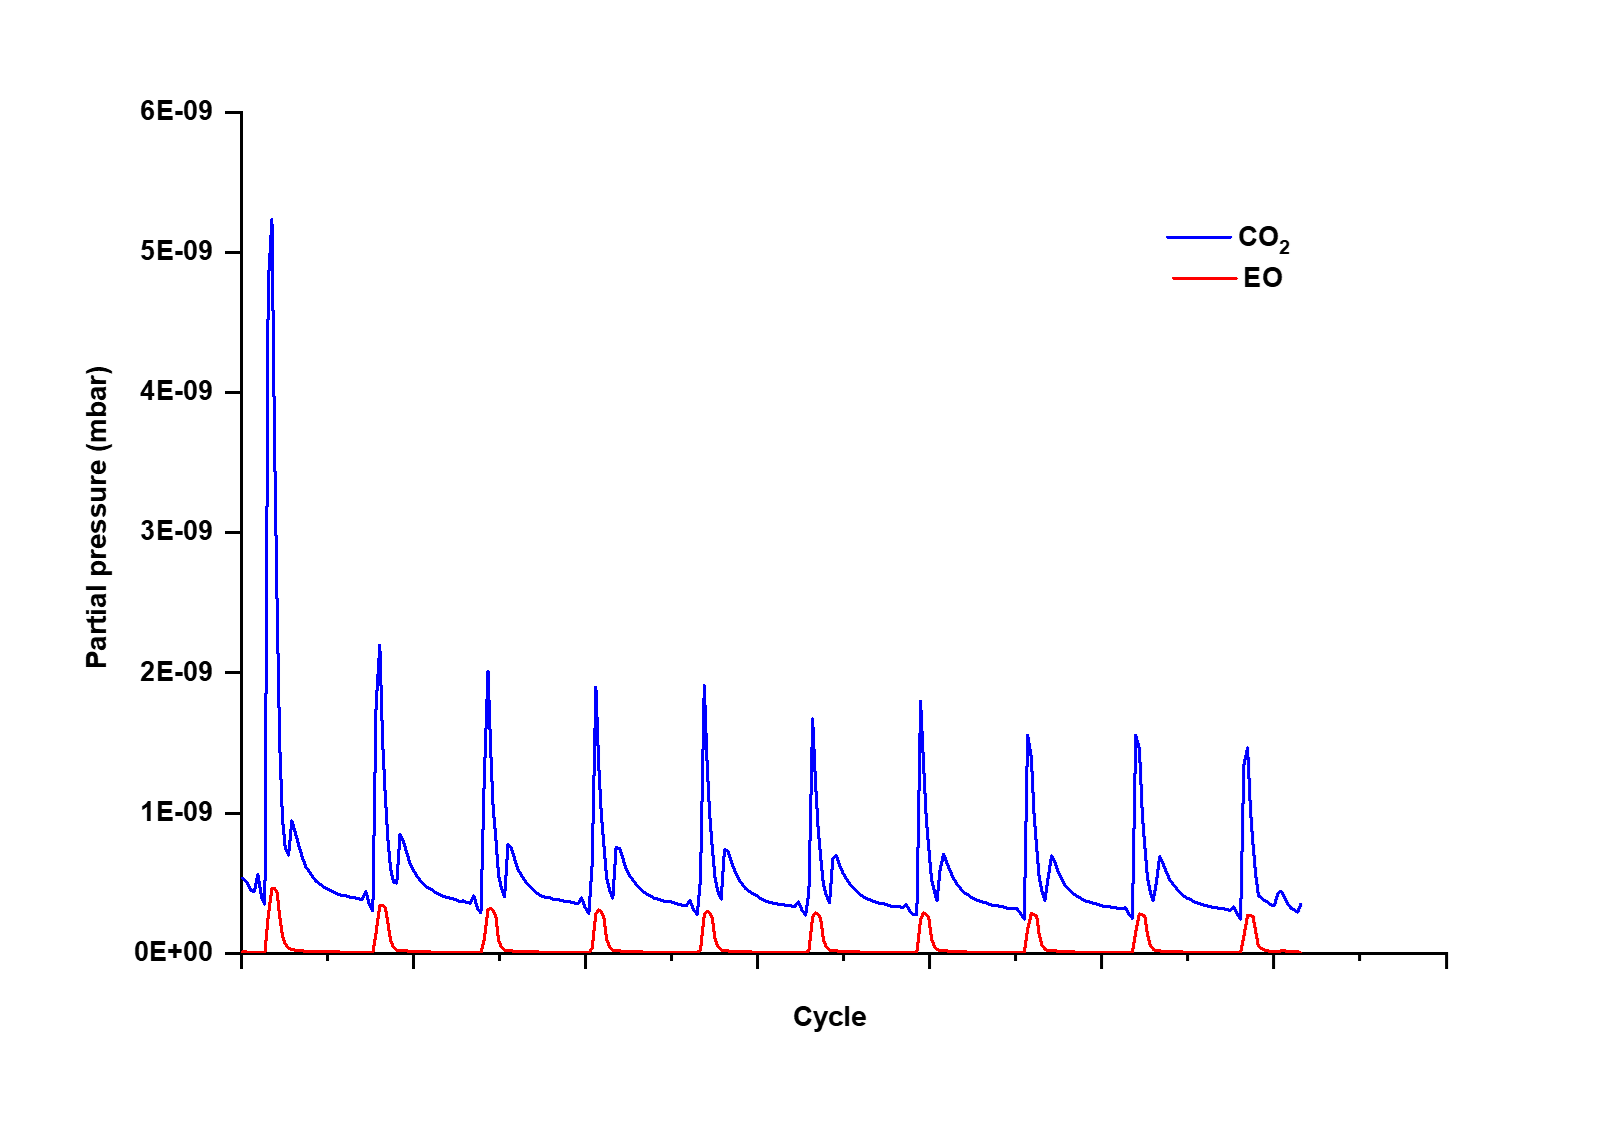 6E-09
5E-09
4E-09
3E-09
2E-09
1E-09
0E+00
Partial pressure (mbar)
CO₂
EO
Cycle